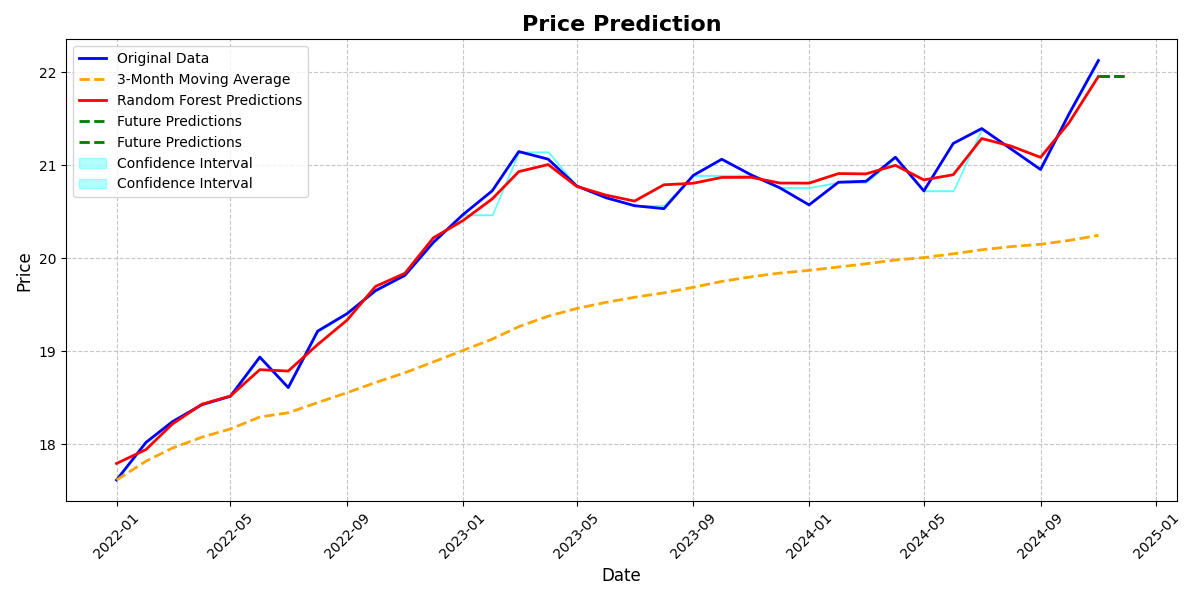 Price Prediction
Original Data
3-Month Moving Average
Random Forest Predictions
Future Predictions
Future Predictions
Confidence Interval
Confidence Interval
Price
22
21
20
19
18
2022-01
2022-05
2022-09
2023-01
2023-05
2023-09
2024-01
2024-05
2024-09
2025-01
Date